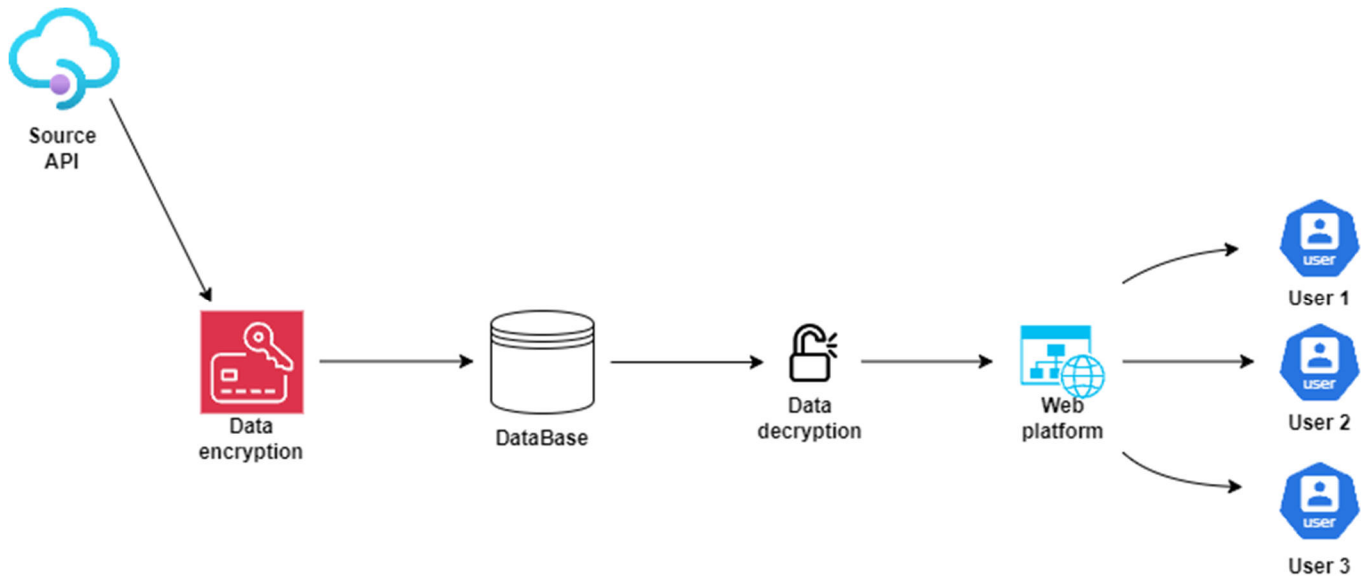 Source
API
Data
encryption
DataBase
Data
decryption
Web
platform
user
User 1
user
User 2
user
User 3